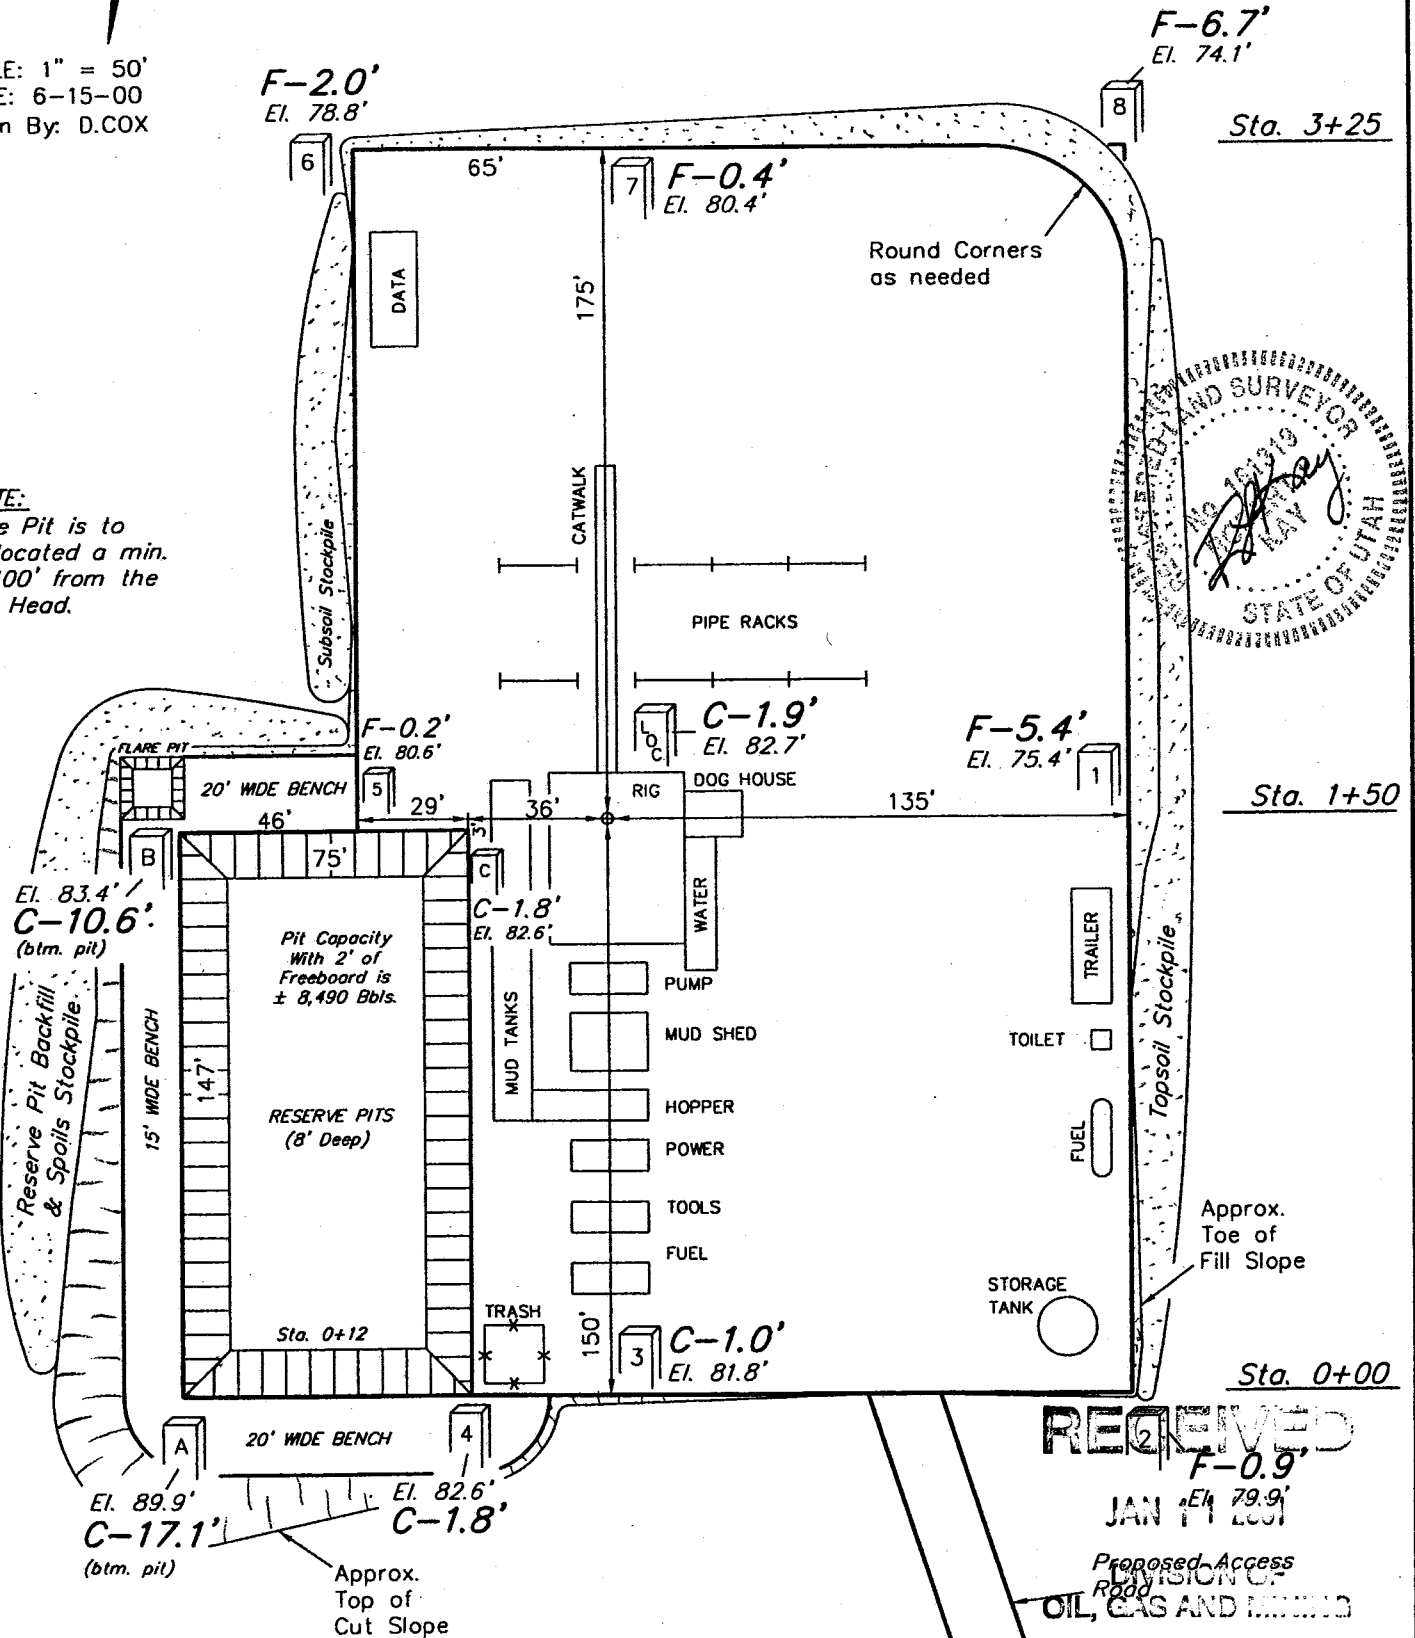 F-6.7'
El. 74.1'
8
E: 1" = 50'
E: 6-15-00
n By: D.COX
F-2.0'
El. 78.8'
6
Sta. 3+25
65'
7
F-0.4'
El. 80.4'
Round Corners
as needed
175'
DATA
CATWALK
Subsoil Stockpile
TE:
e Pit is to
located a min.
100' from the
Head.
LAND SURVEYOR
No. 161319
KAY
STATE OF UTAH
PIPE RACKS
LOC
C-1.9'
El. 82.7'
F-0.2'
El. 80.6'
5
F-5.4'
El. 75.4'
1
FLARE PIT
20' WIDE BENCH
RIG
DOG HOUSE
46'
29'
3'
36'
135'
Sta. 1+50
B
El. 83.4'
C-10.6'
(btm. pit)
75'
C
C-1.8'
El. 82.6'
Pit Capacity
With 2' of
Freeboard is
± 8,490 Bbls.
WATER
TRAILER
Topsoil Stockpile
PUMP
MUD SHED
MUD TANKS
TOILET
HOPPER
15' WIDE BENCH
147'
RESERVE PITS
(8' Deep)
Reserve Pit Backfill
& Spoils Stockpile
POWER
FUEL
TOOLS
FUEL
Approx.
Toe of
Fill Slope
STORAGE
TANK
TRASH
Sta. 0+12
150'
3
C-1.0'
El. 81.8'
Sta. 0+00
RECEIVED
2
F-0.9'
El. 79.9'
A
20' WIDE BENCH
4
El. 89.9'
C-17.1'
(btm. pit)
El. 82.6'
C-1.8'
JAN 11 2001
Approx.
Top of
Cut Slope
Proposed Access
Road
DIVISION OF
OIL, GAS AND MINING